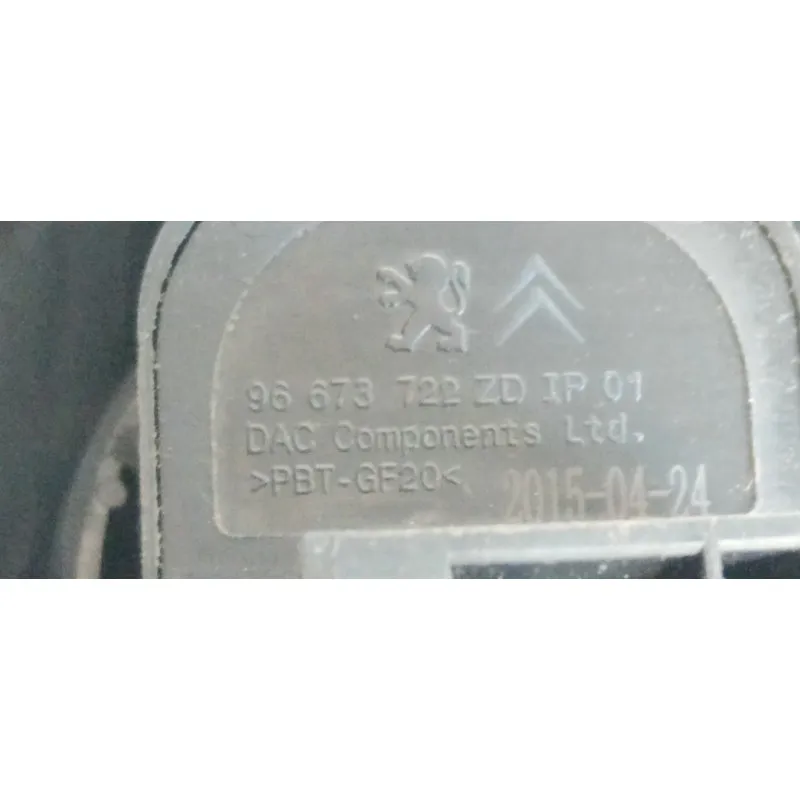 96 673 722 ZD IP 01
DAC Components Ltd.
>PBT-GF20< 2015-04-24